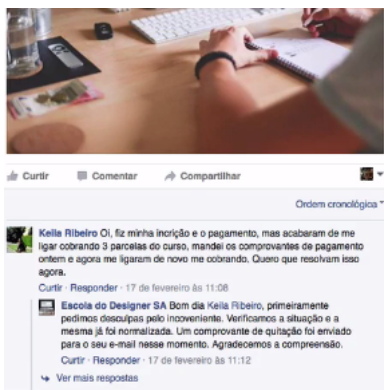 Curtir Comentar Compartilhar
Ordem cronológica
Keila Ribeiro Oi, fiz minha incrição e o pagamento, mas acabaram de me
ligar cobrando 3 parcelas do curso, mandei os comprovantes de pagamento
ontem e agora me ligaram de novo me cobrando. Quero que resolvam isso
agora.
Curtir · Responder · 17 de fevereiro às 11:08
Escola do Designer SA Bom dia Keila Ribeiro, primeiramente
pedimos desculpas pelo incoveniente. Verificamos a situação e a
mesma já foi normalizada. Um comprovante de quitação foi enviado
para o seu e-mail nesse momento. Agradecemos a compreensão.
Curtir · Responder · 17 de fevereiro às 11:12
Ver mais respostas